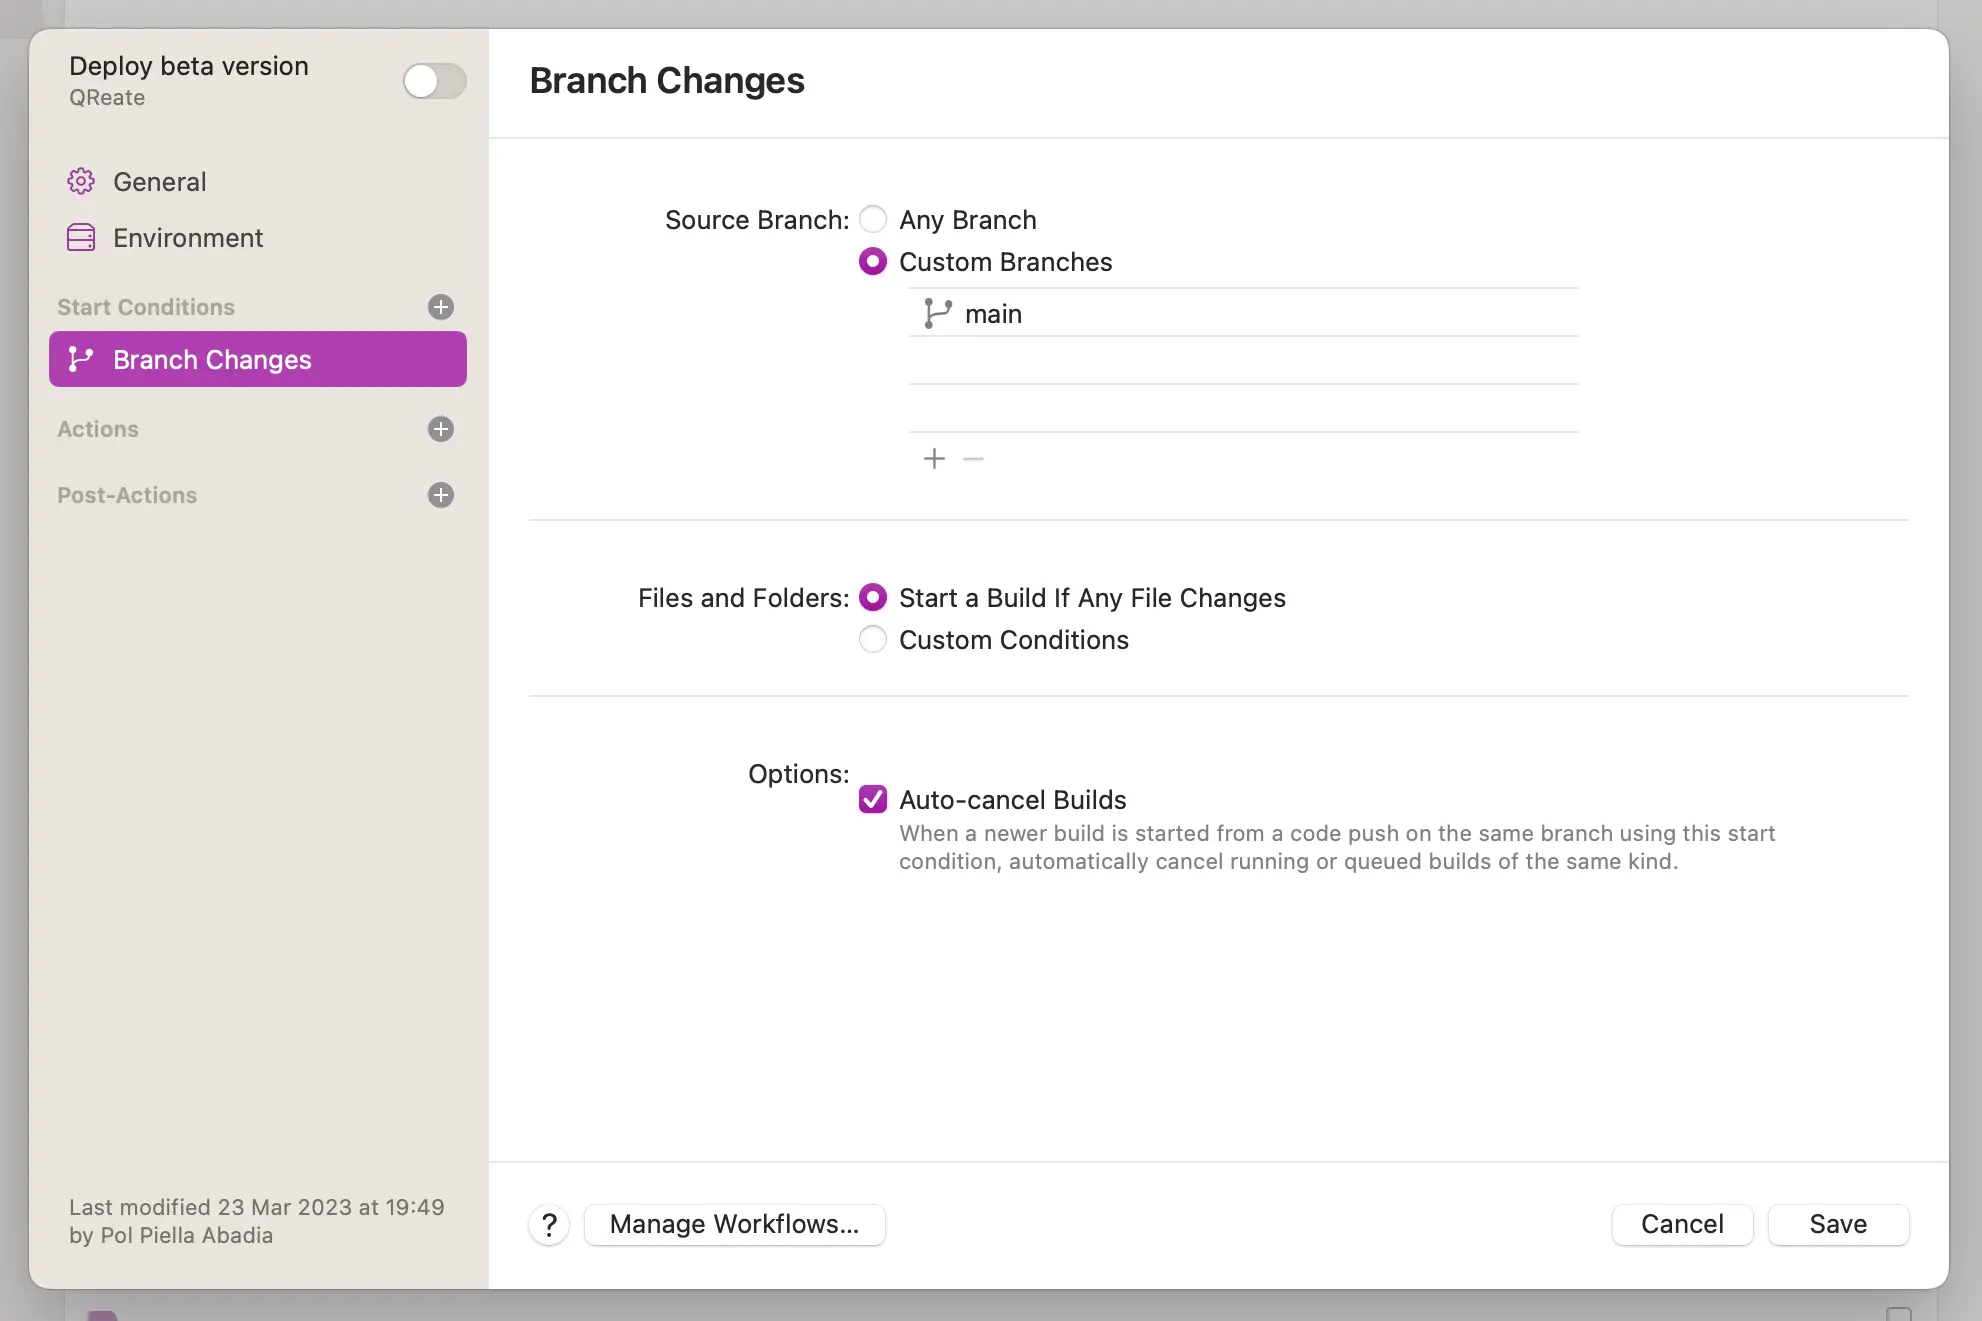 Deploy beta version
QReate
General
Environment
Start Conditions
Branch Changes
Actions
Post-Actions
Last modified 23 Mar 2023 at 19:49
by Pol Piella Abadia
Branch Changes
Source Branch:
Any Branch
Custom Branches
main
Files and Folders:
Start a Build If Any File Changes
Custom Conditions
Options:
Auto-cancel Builds
When a newer build is started from a code push on the same branch using this start
condition, automatically cancel running or queued builds of the same kind.
?
Manage Workflows...
Cancel
Save